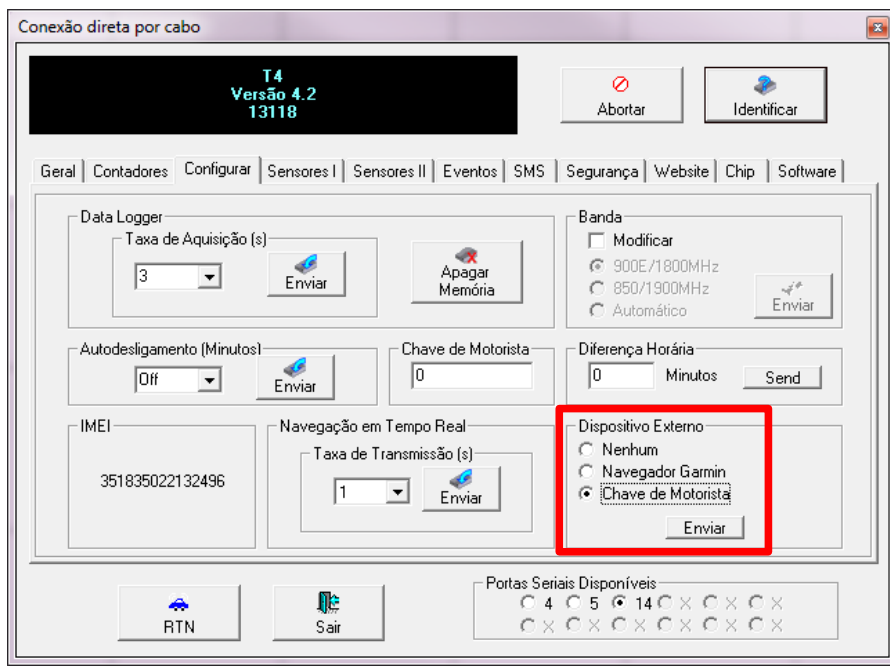 Conexão direta por cabo
T4
Versão 4.2
13118
Abortar
Identificar
Geral
Contadores
Configurar
Sensores I
Sensores II
Eventos
SMS
Segurança
Website
Chip
Software
Data Logger
Taxa de Aquisição (s)
3
Enviar
Apagar
Memória
Banda
Modificar
900E/1800MHz
850/1900MHz
Automático
Enviar
Autodesligamento (Minutos)
Off
Enviar
Chave de Motorista
0
Diferença Horária
0
Minutos
Send
IMEI
351835022132496
Navegação em Tempo Real
Taxa de Transmissão (s)
1
Enviar
Dispositivo Externo
Nenhum
Navegador Garmin
Chave de Motorista
Enviar
RTN
Sair
Portas Seriais Disponíveis
4 5 14 X X X
X X X X X X